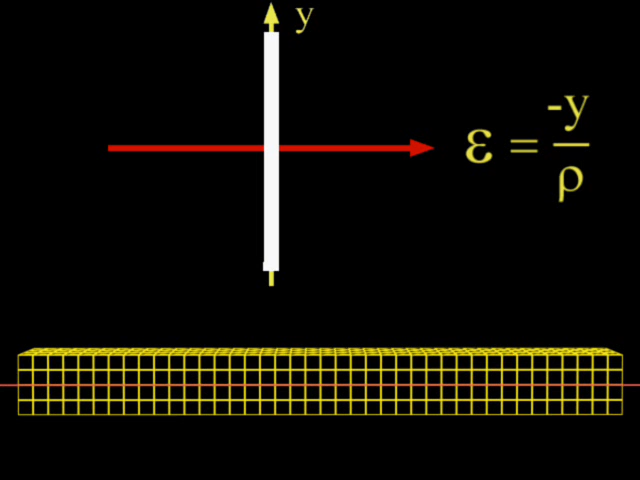 y
ε = -y/ρ